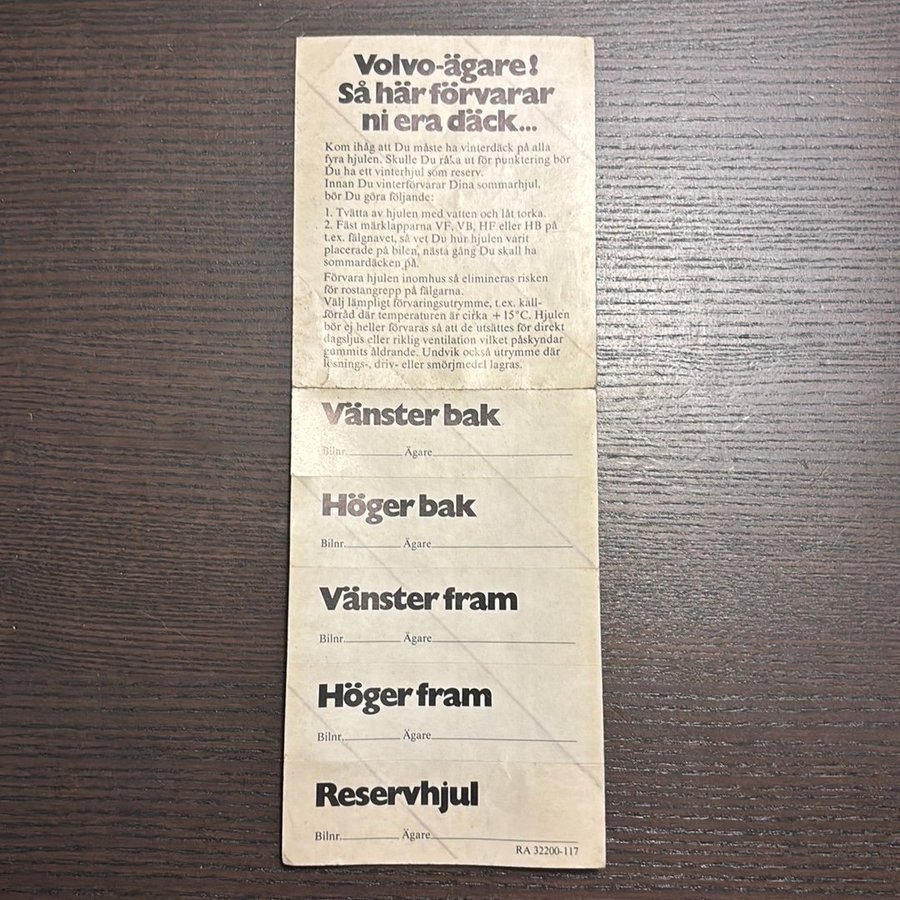 Volvo-ägare!
Så här förvarar
ni era däck...
Kom ihåg att Du måste ha vinterdäck på alla
fyra hjulen. Skulle Du råka ut för punktering bör
Du ha ett vinterhjul som reserv.
Innan Du vinterförvarar Dina sommarhjul,
bör Du göra följande:
1. Tvätta av hjulen med vatten och låt torka.
2. Fäst märklapparna VF, VB, HF eller HB på
t.ex. fälgnavet, så vet Du hur hjulen varit
placerade på bilen, nästa gång Du skall ha
sommardäcken på.
Förvara hjulen inomhus så elimineras risken
för rostangrepp på fälgarna.
Välj lämpligt förvaringsutrymme, t.ex. käll-
förråd där temperaturen är cirka +15°C. Hjulen
bör ej heller förvaras så att de utsättes för direkt
dagsljus eller riklig ventilation vilket påskyndar
gummits åldrande. Undvik också utrymme där
lösnings-, driv- eller smörjmedel lagras.
Vänster bak
Bilnr. Ägare
Höger bak
Bilnr. Ägare
Vänster fram
Bilnr. Ägare
Höger fram
Bilnr. Ägare
Reservhjul
Bilnr. Ägare
RA 32200-117